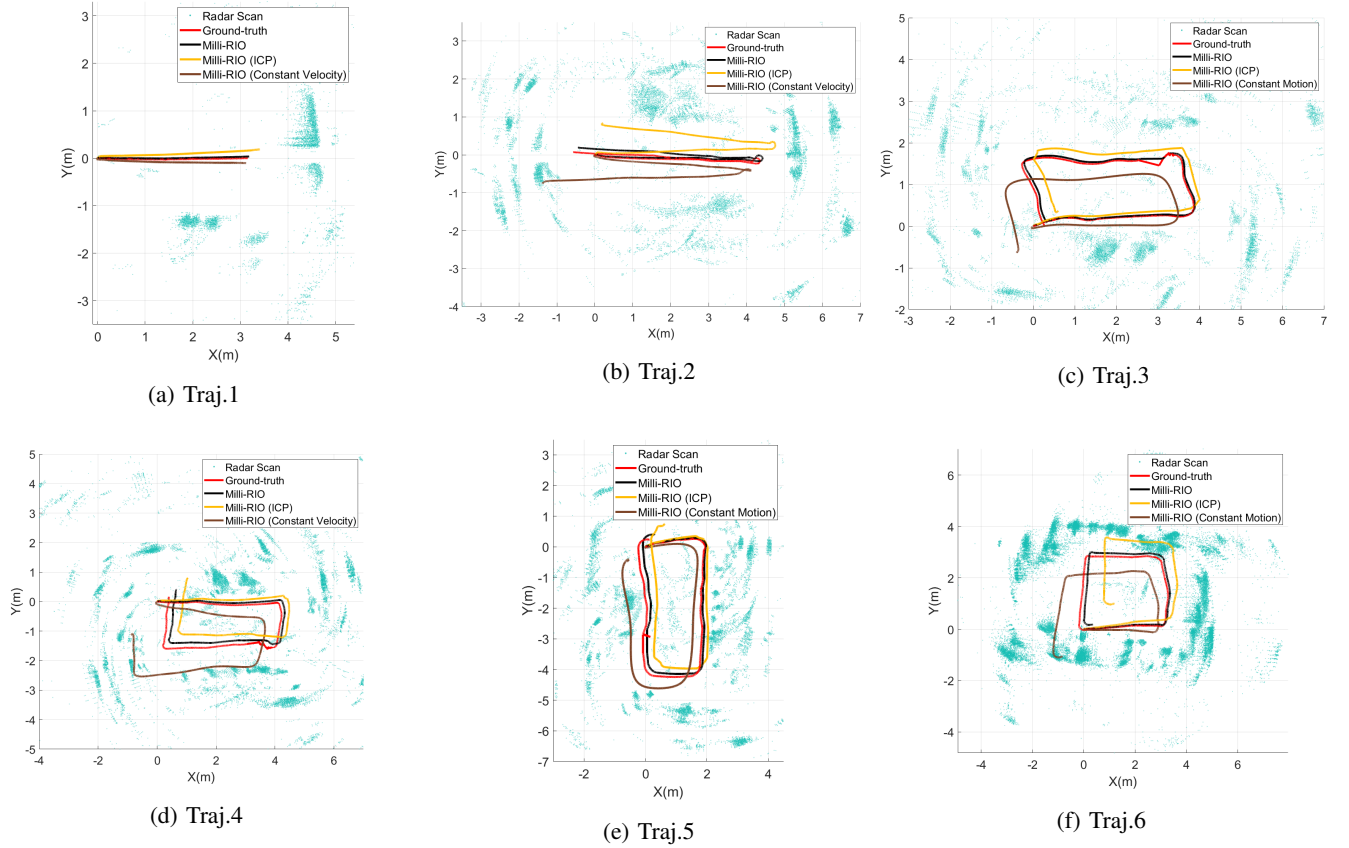 3
2
1
0
-1
-2
-3
0
1
2
3
4
5
Y(m)
X(m)
Radar Scan
Ground-truth
Milli-RIO
Milli-RIO (ICP)
Milli-RIO (Constant Velocity)
(a) Traj.1
3
2
1
0
-1
-2
-3
-4
-3
-2
-1
0
1
2
3
4
5
6
7
Y(m)
X(m)
Radar Scan
Ground-truth
Milli-RIO
Milli-RIO (ICP)
Milli-RIO (Constant Velocity)
(b) Traj.2
5
4
3
2
1
0
-1
-2
-3
-2
-1
0
1
2
3
4
5
6
7
Y(m)
X(m)
Radar Scan
Ground-truth
Milli-RIO
Milli-RIO (ICP)
Milli-RIO (Constant Motion)
(c) Traj.3
5
4
3
2
1
0
-1
-2
-3
-4
-5
-4
-2
0
2
4
6
Y(m)
X(m)
Radar Scan
Ground-truth
Milli-RIO
Milli-RIO (ICP)
Milli-RIO (Constant Velocity)
(d) Traj.4
3
2
1
0
-1
-2
-3
-4
-5
-6
-7
-2
0
2
4
Y(m)
X(m)
Radar Scan
Ground-truth
Milli-RIO
Milli-RIO (ICP)
Milli-RIO (Constant Motion)
(e) Traj.5
6
4
2
0
-2
-4
-4
-2
0
2
4
6
Y(m)
X(m)
Radar Scan
Ground-truth
Milli-RIO
Milli-RIO (ICP)
Milli-RIO (Constant Motion)
(f) Traj.6